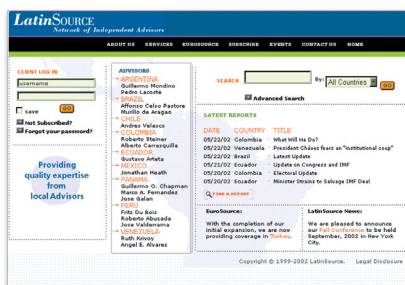 LatinSource
Network of Independent Advisors
ABOUT US SERVICES EUROSOURCE SUBSCRIBE EVENTS CONTACT US HOME
CLIENT LOG IN
username
save GO
Not Subscribed?
Forgot your password?
Providing
quality expertise
from
local Advisors
ADVISORS
ARGENTINA
Guillermo Mondino
Pedro Lacoste
BRAZIL
Affonso Celso Pastore
Murillo de Aragan
CHILE
Andres Velasco
COLOMBIA
Roberto Steiner
Alberto Carrasquilla
ECUADOR
Gustavo Arteta
MEXICO
Jonathan Heath
PANAMA
Guillermo O. Chapman
Marco A. Fernandez
Jose Galan
PERU
Fritz Du Bois
Roberto Abusada
Jose Valderrama
VENEZUELA
Ruth Krivoy
Angel E. Alvarez
SEARCH By: All Countries GO
Advanced Search
LATEST REPORTS
DATE COUNTRY TITLE
05/22/02 Colombia What Will He Do?
05/22/02 Venezuela President Chávez fears an "institutional coup"
05/22/02 Brazil Latest Update
05/21/02 Ecuador Update on Congress and IMF
05/20/02 Colombia Electoral Update
05/20/02 Ecuador Minister Strains to Salvage IMF Deal
FIND A REPORT
EuroSource:
With the completion of our
initial expansion, we are now
providing coverage in Turkey.
LatinSource News:
We are pleased to announce
our Fall Conference to be held
September, 2002 in New York
City.
Copyright © 1999-2002 LatinSource. Legal Disclosure